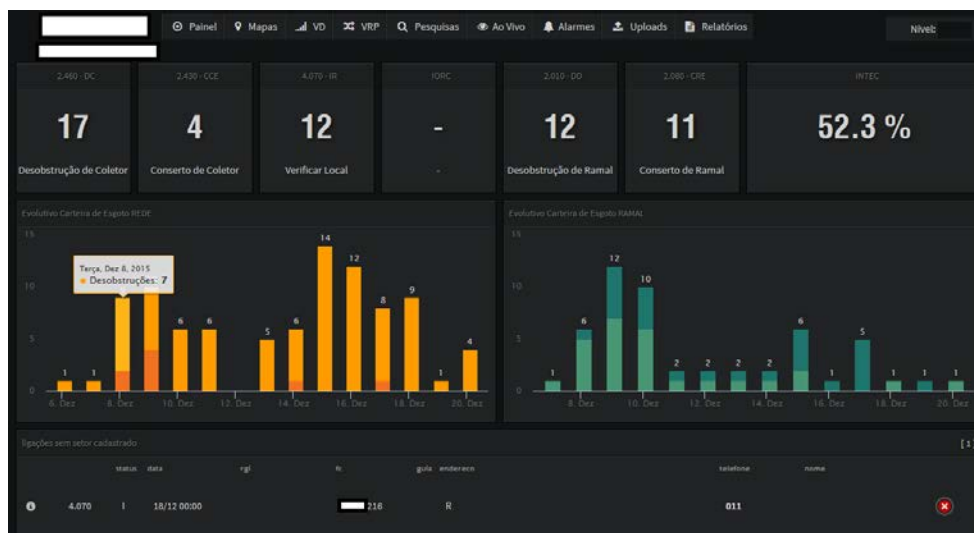 Painel Mapas VD VRP Pesquisas Ao Vivo Alarmes Uploads Relatórios Nível:
2.460 - DC 2.430 - CCE 4.070 - IR IORC 2.010 - DD 2.080 - CRE INTEC
17 4 12 - 12 11 52.3 %
Desobstrução de Coletor Conserto de Coletor Verificar Local - Desobstrução de Ramal Conserto de Ramal
Evolutivo Carteira de Esgoto REDE
15
10
5
0
Terça, Dez 8, 2015
Desobstruções: 7
1 1 6 6 5 6 14 12 8 9 1 4
6. Dez 8. Dez 10. Dez 12. Dez 14. Dez 16. Dez 18. Dez 20. Dez
Evolutivo Carteira de Esgoto RAMAL
15
10
5
0
1 6 12 10 2 2 2 2 6 1 5 1 1 1
8. Dez 10. Dez 12. Dez 14. Dez 16. Dez 18. Dez 20. Dez
ligações sem setor cadastrado [1]
status data rgl fc guia endereco telefone nome
4.070 I 18/12 00:00 216 R 011